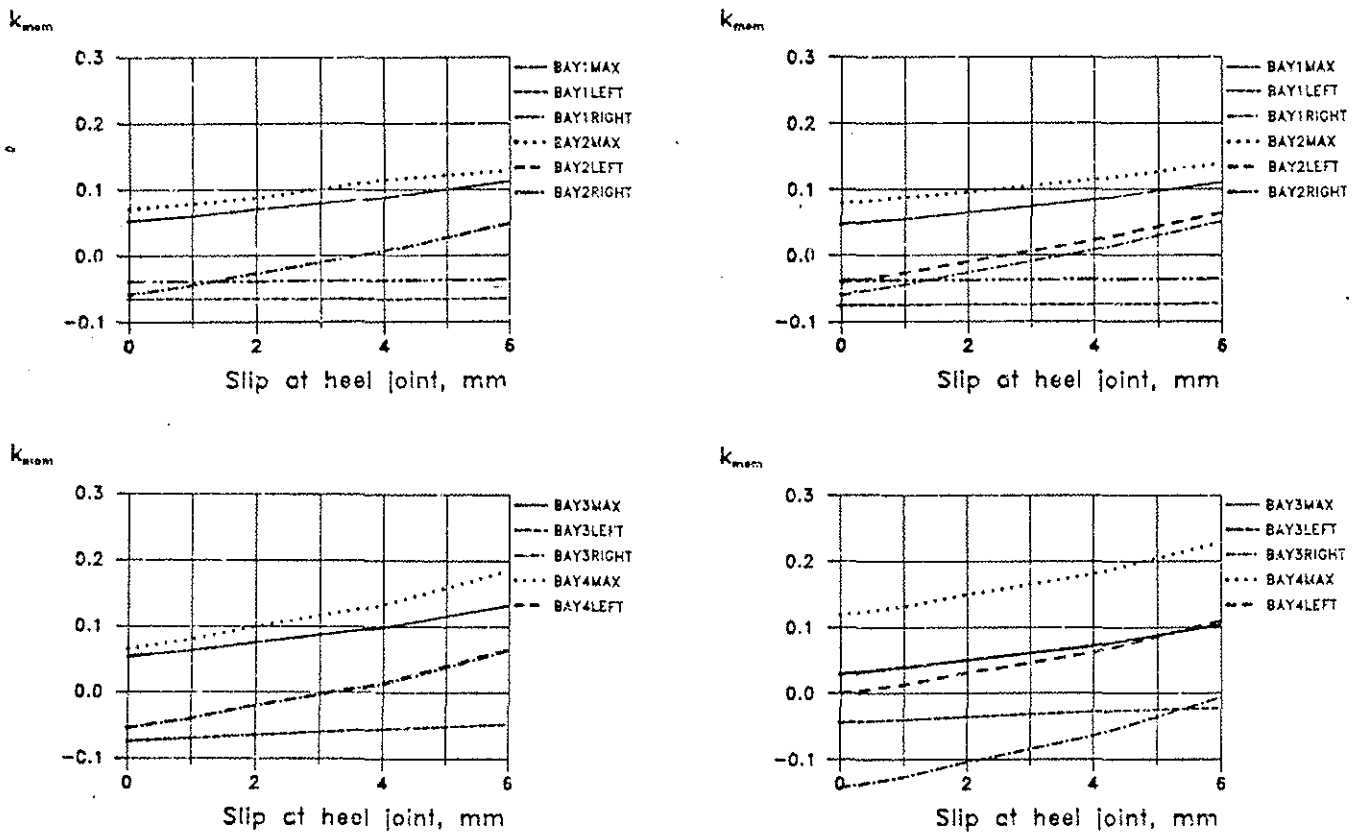 k_mom
0.3
0.2
0.1
0.0
-0.1
0
2
4
6
Slip at heel joint, mm
BAY1MAX
BAY1LEFT
BAY1RIGHT
BAY2MAX
BAY2LEFT
BAY2RIGHT
k_mom
0.3
0.2
0.1
0.0
-0.1
0
2
4
6
Slip at heel joint, mm
BAY1MAX
BAY1LEFT
BAY1RIGHT
BAY2MAX
BAY2LEFT
BAY2RIGHT
k_mom
0.3
0.2
0.1
0.0
-0.1
0
2
4
6
Slip at heel joint, mm
BAY3MAX
BAY3LEFT
BAY3RIGHT
BAY4MAX
BAY4LEFT
k_mom
0.3
0.2
0.1
0.0
-0.1
0
2
4
6
Slip at heel joint, mm
BAY3MAX
BAY3LEFT
BAY3RIGHT
BAY4MAX
BAY4LEFT